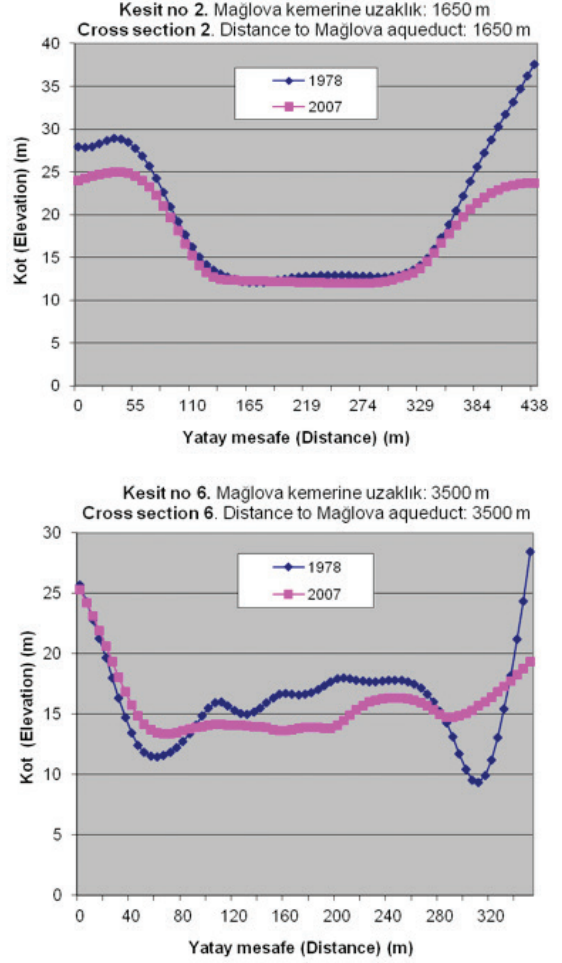 Kesit no 2. Mağlova kemerine uzaklık: 1650 m
Cross section 2. Distance to Mağlova aqueduct: 1650 m
40
35
30
25
20
15
10
5
0
Kot (Elevation) (m)
1978
2007
0 55 110 165 219 274 329 384 438
Yatay mesafe (Distance) (m)
Kesit no 6. Mağlova kemerine uzaklık: 3500 m
Cross section 6. Distance to Mağlova aqueduct: 3500 m
30
25
20
15
10
5
0
Kot (Elevation) (m)
1978
2007
0 40 80 120 160 200 240 280 320
Yatay mesafe (Distance) (m)